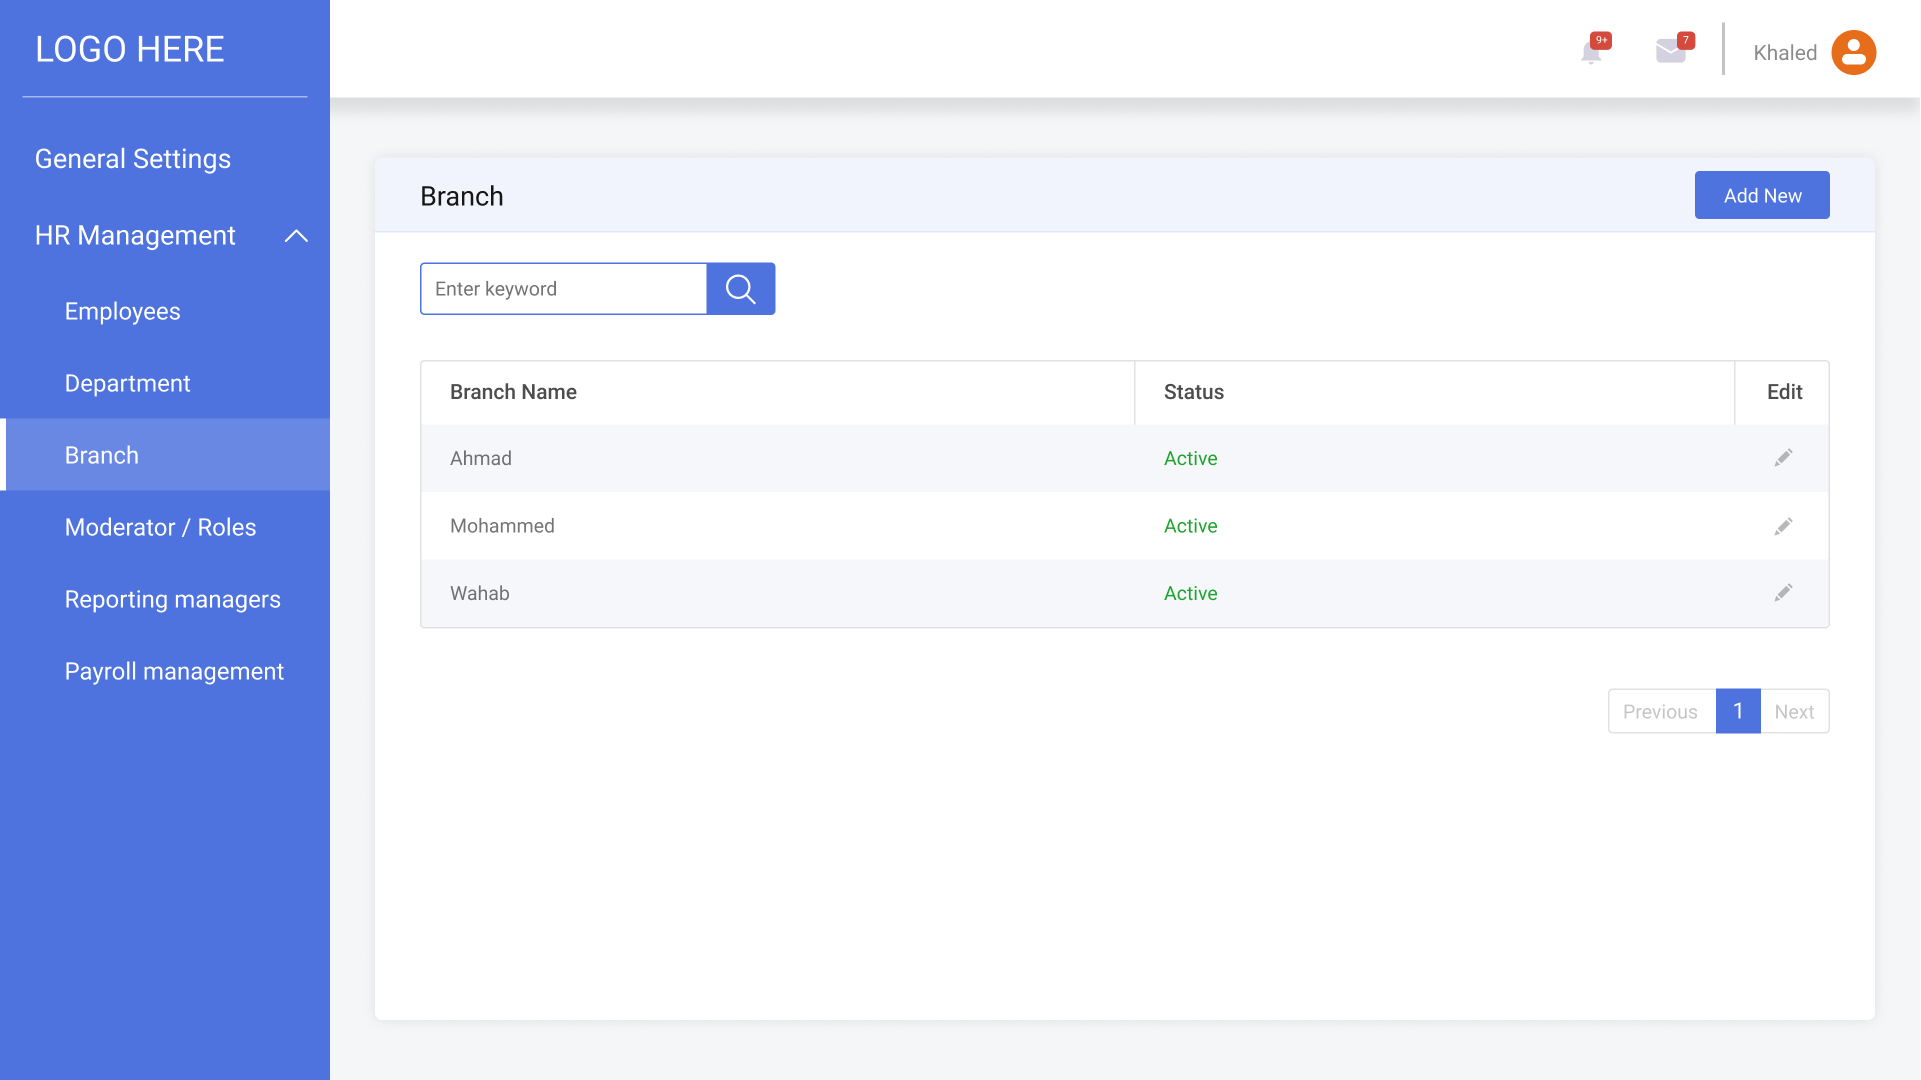 LOGO HERE
General Settings
HR Management
Employees
Department
Branch
Moderator / Roles
Reporting managers
Payroll management
9+
7
Khaled
Branch
Add New
Enter keyword
Branch Name Status Edit
Ahmad Active
Mohammed Active
Wahab Active
Previous 1 Next